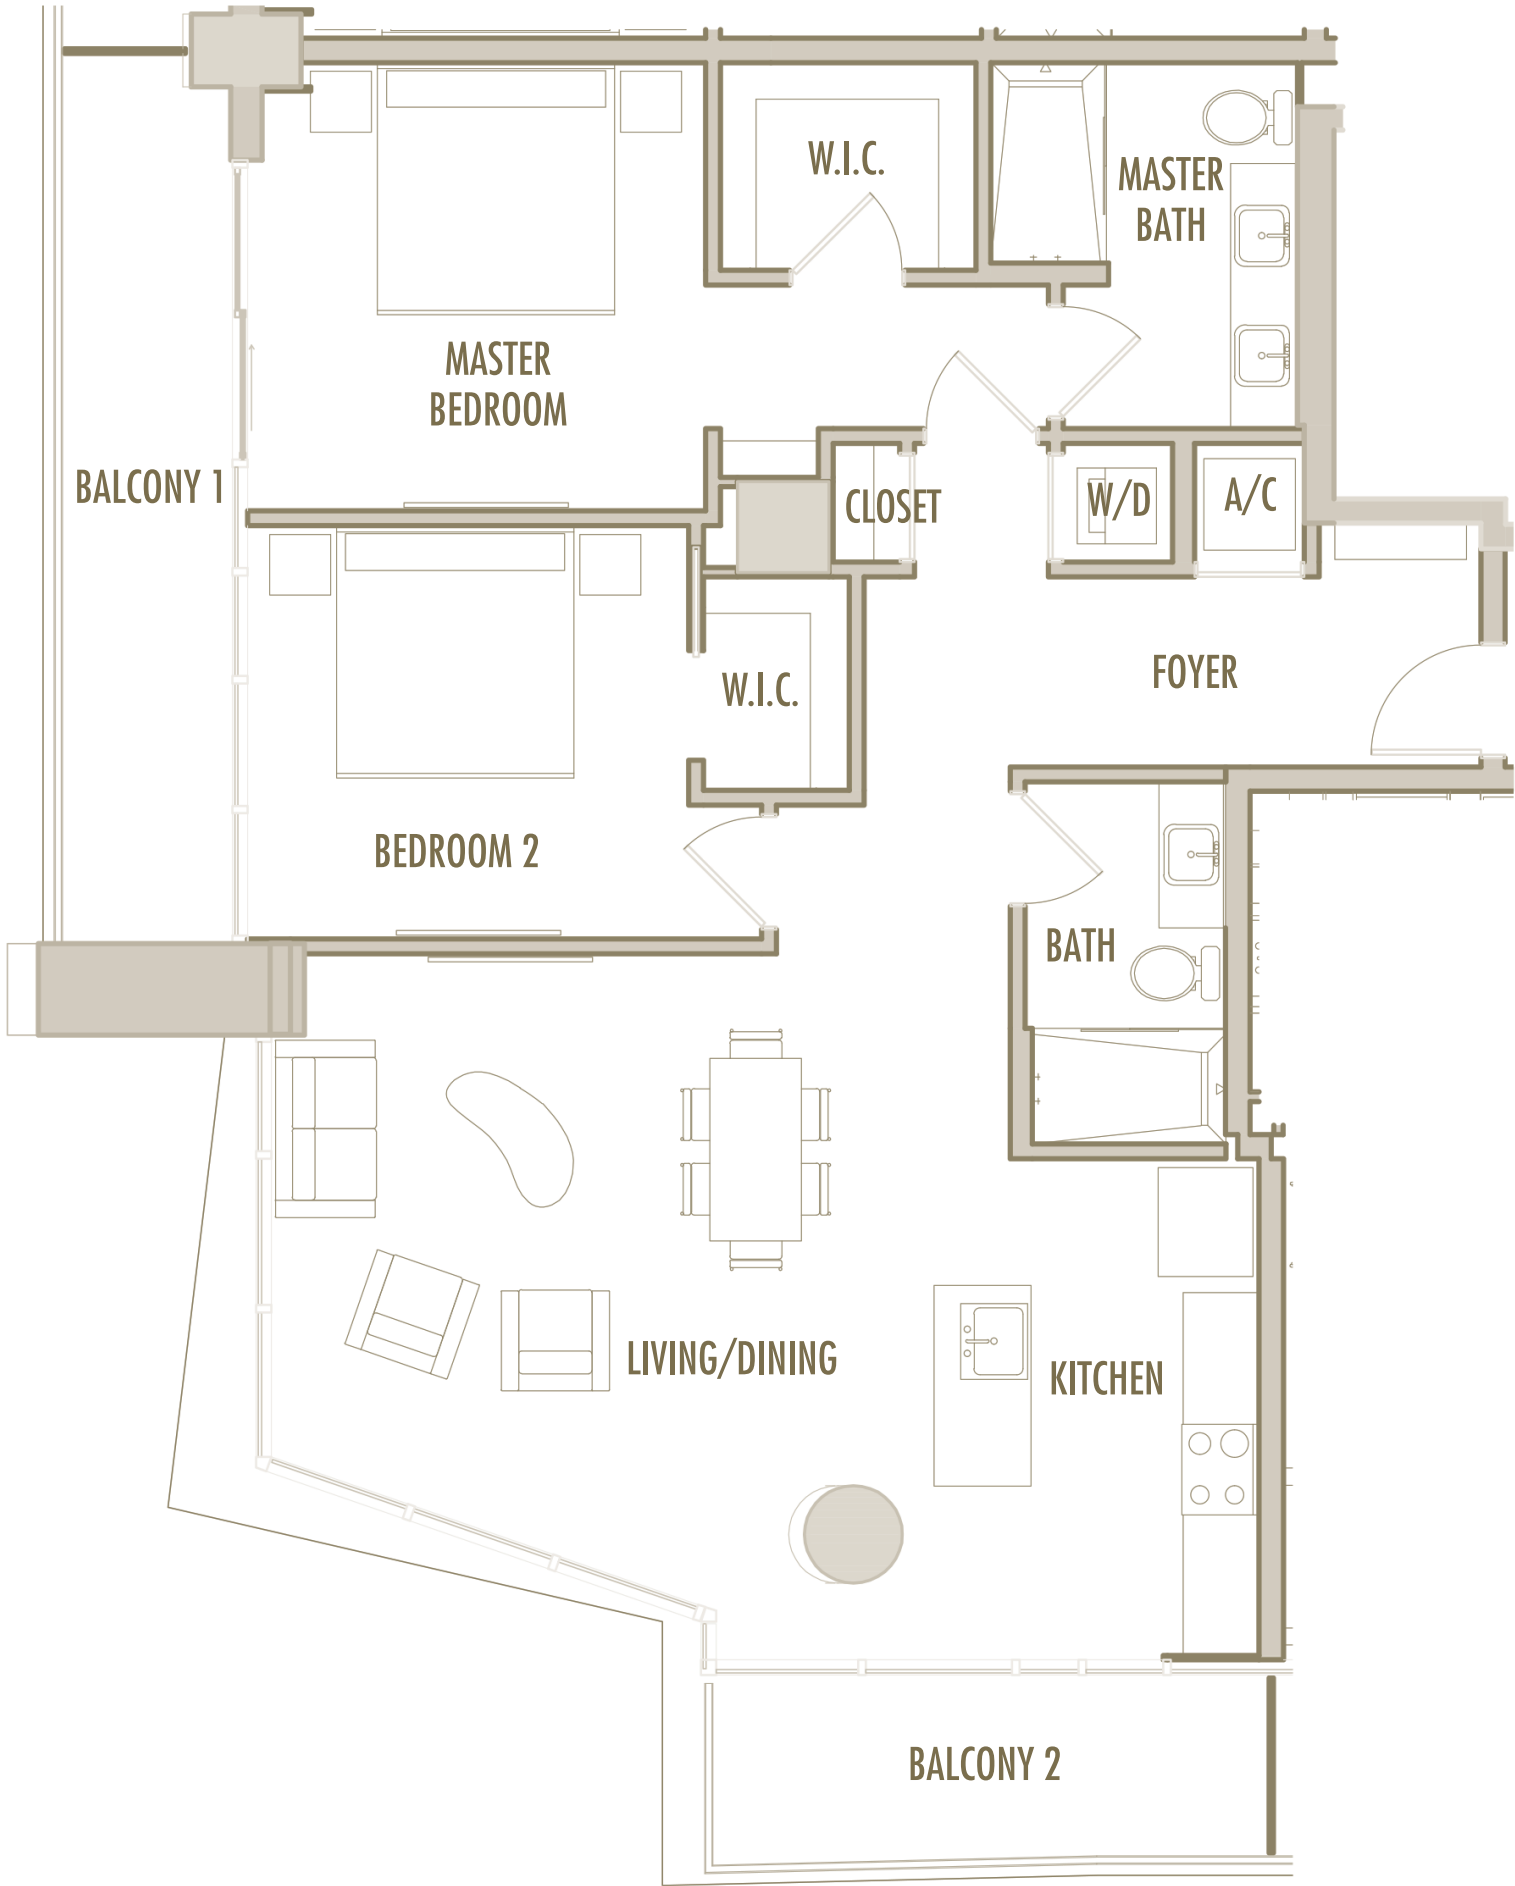 W.I.C.
MASTER
BATH
MASTER
BEDROOM
BALCONY 1
CLOSET
W/D
A/C
FOYER
W.I.C.
BEDROOM 2
BATH
LIVING/DINING
KITCHEN
BALCONY 2